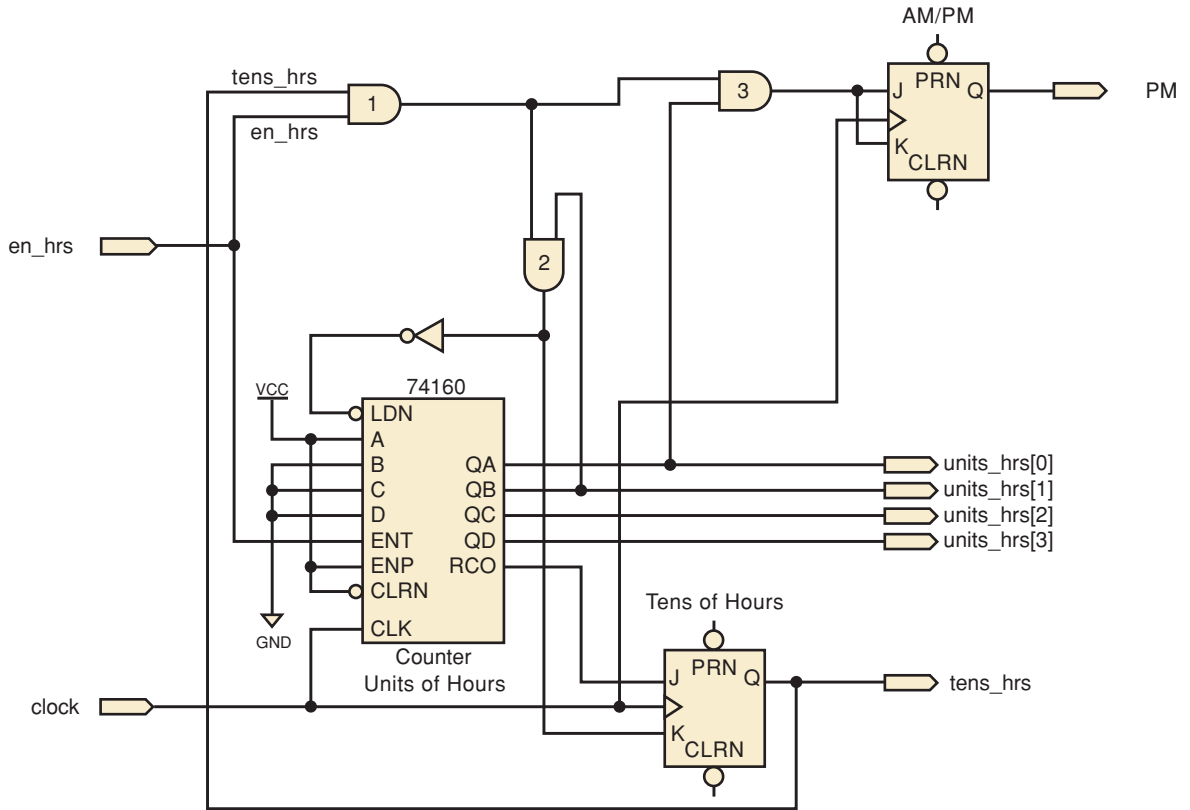 AM/PM
tens_hrs
1
en_hrs
3
J PRN Q
K
CLRN
PM
en_hrs
2
VCC
74160
LDN
A
B QA
C QB
D QC
ENT QD
ENP RCO
CLRN
CLK
GND
Counter
Units of Hours
units_hrs[0]
units_hrs[1]
units_hrs[2]
units_hrs[3]
Tens of Hours
J PRN Q
K
CLRN
tens_hrs
clock